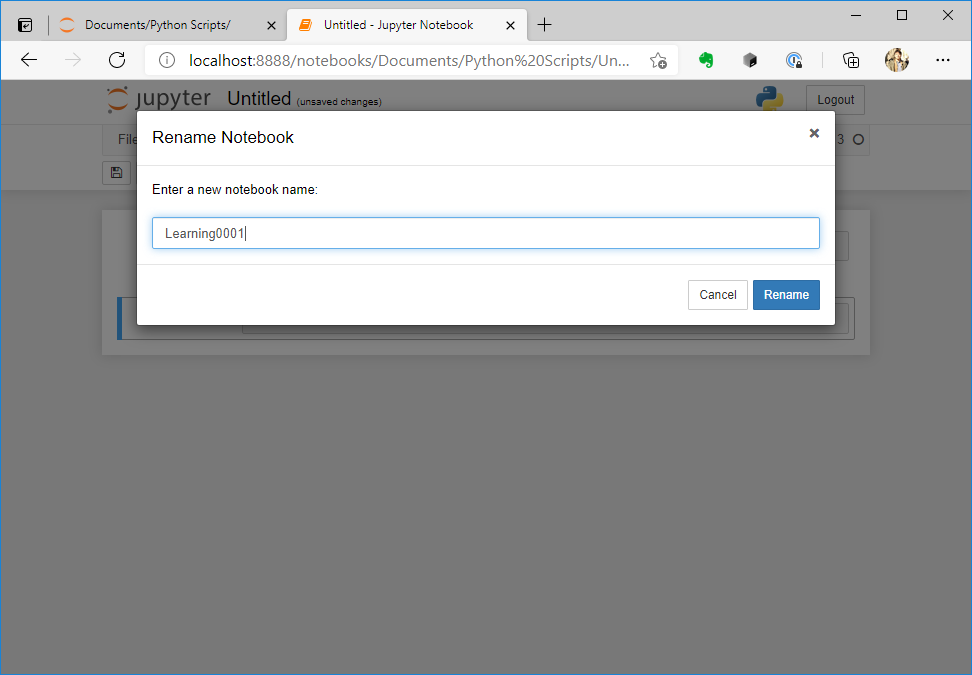 Documents/Python Scripts/
Untitled - Jupyter Notebook
localhost:8888/notebooks/Documents/Python%20Scripts/Un...
jupyter Untitled (unsaved changes)
Logout
File
3
Rename Notebook
Enter a new notebook name:
Learning0001
Cancel
Rename